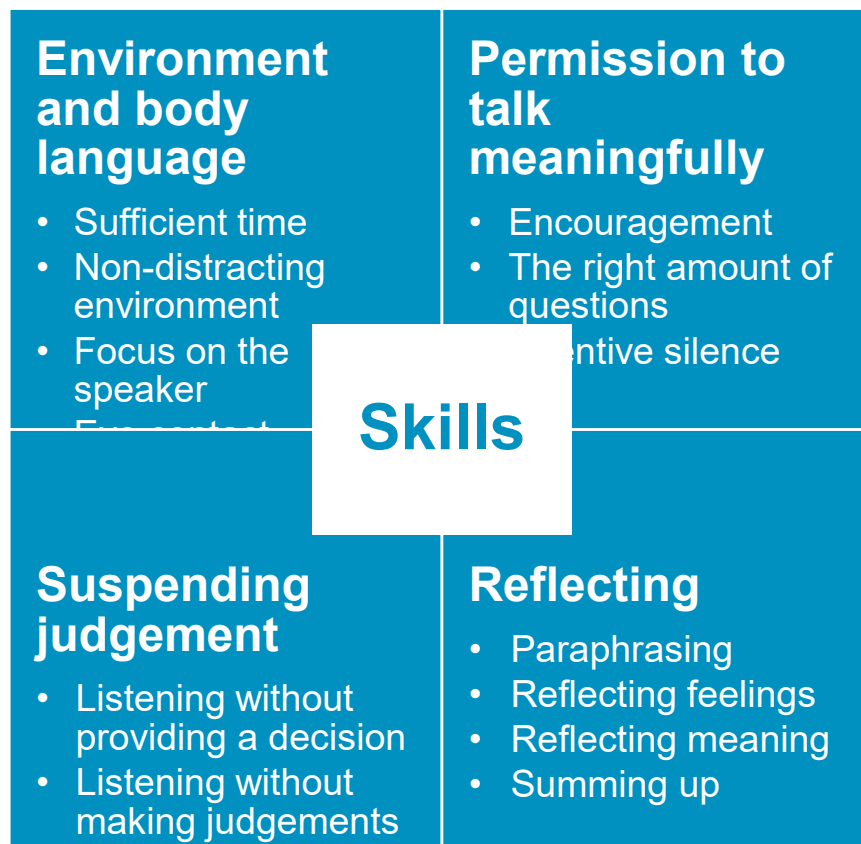 Environment
and body
language
• Sufficient time
• Non-distracting
environment
• Focus on the
speaker
Eye contact
Permission to
talk
meaningfully
• Encouragement
• The right amount of
questions
silence
Skills
Suspending
judgement
• Listening without
providing a decision
• Listening without
making judgements
Reflecting
• Paraphrasing
• Reflecting feelings
• Reflecting meaning
• Summing up